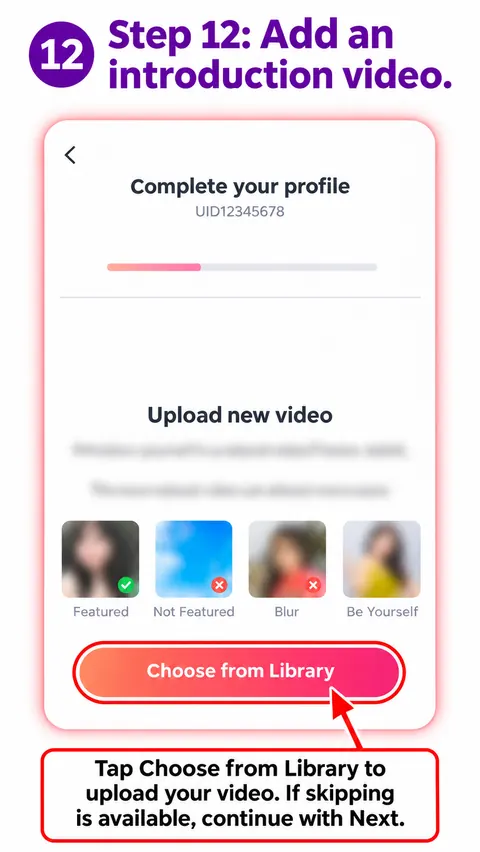 12
Step 12: Add an
introduction video.
Complete your profile
UID12345678
Upload new video
Featured
Not Featured
Blur
Be Yourself
Choose from Library
Tap Choose from Library to
upload your video. If skipping
is available, continue with Next.